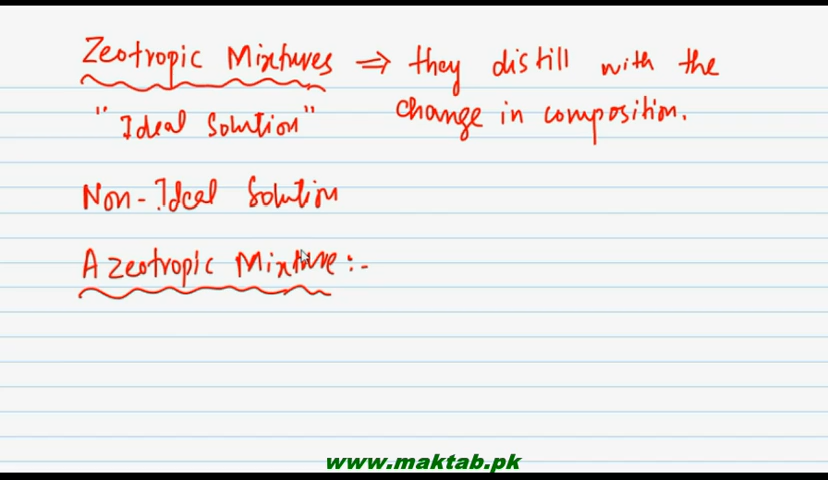 Zeotropic Mixtures ⇒ they distill with the
"Ideal Solution" change in composition.
Non-Ideal Solution
Azeotropic Mixture:-
www.maktab.pk